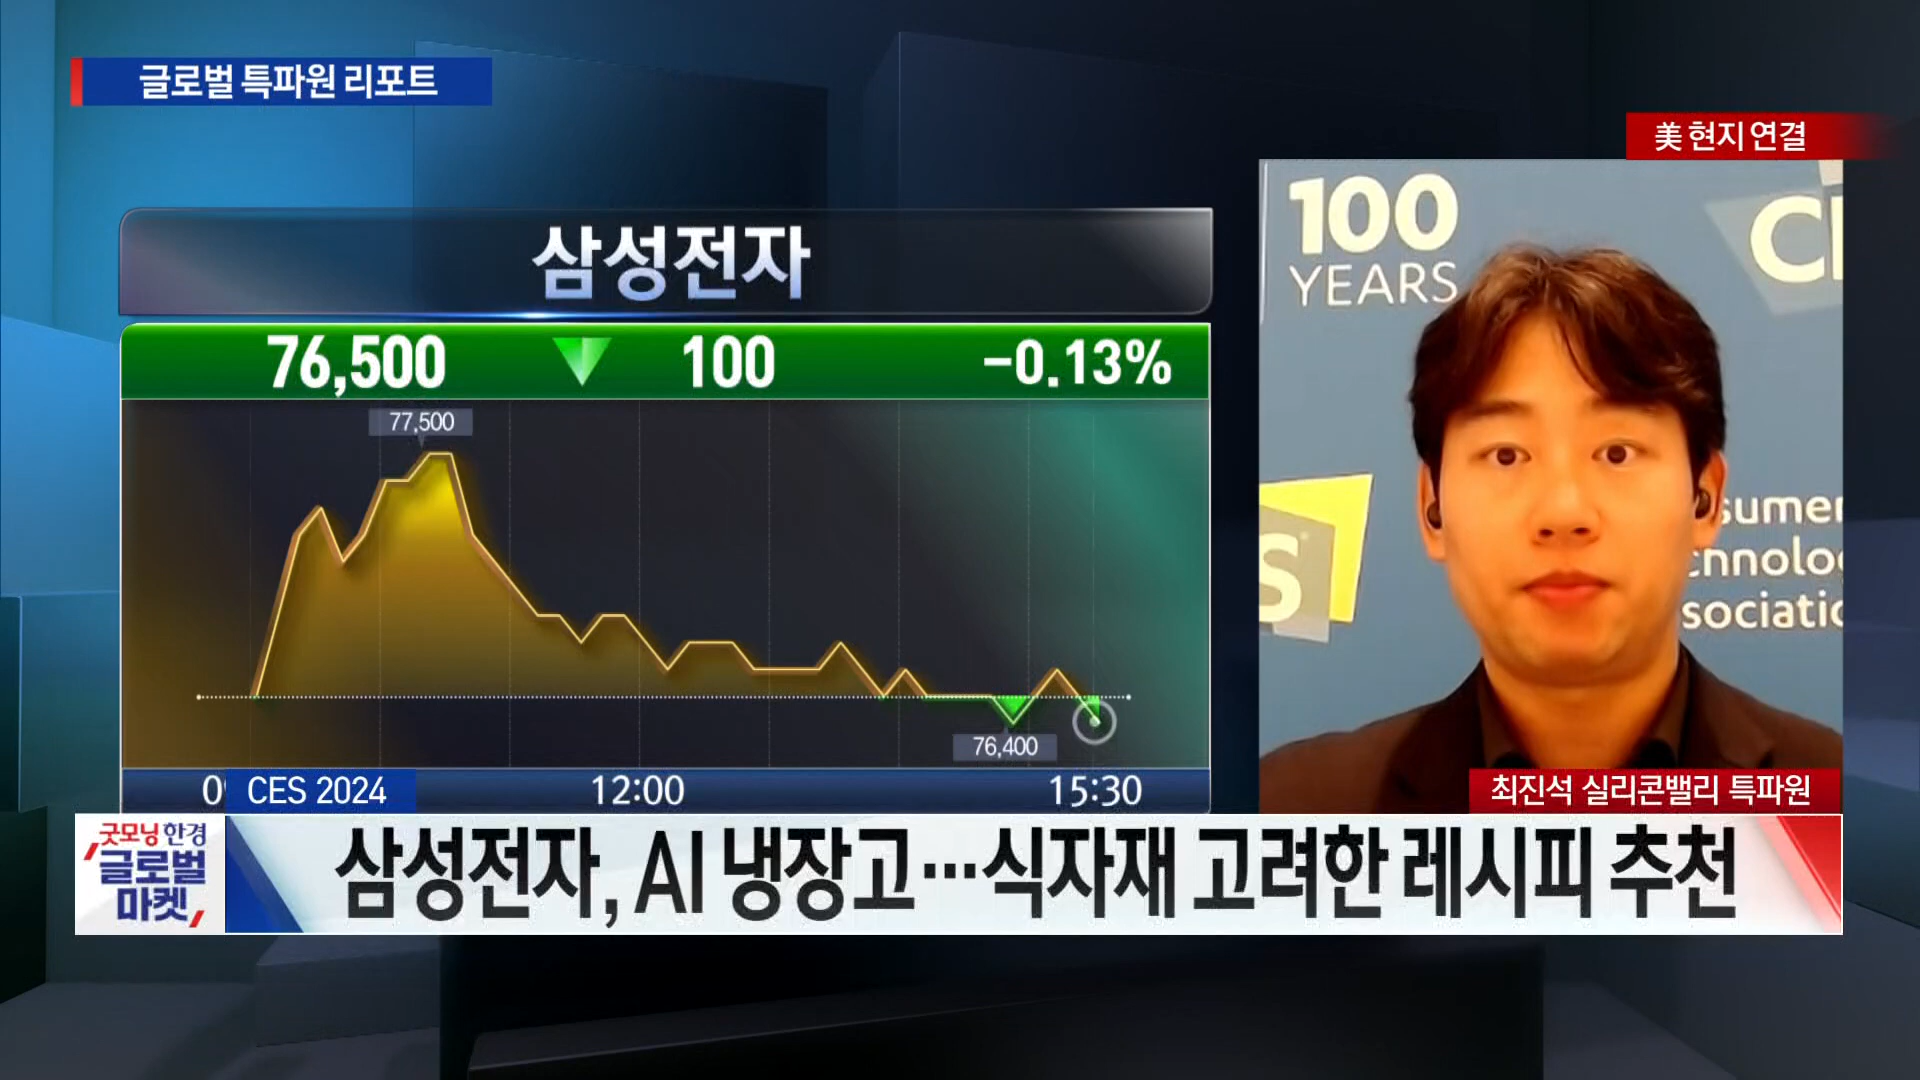 글로벌 특파원 리포트
美 현지 연결
삼성전자
76,500 ▼ 100 -0.13%
77,500
76,400
CES 2024
12:00
15:30
100
YEARS
최진석 실리콘밸리 특파원
굿모닝 한경
글로벌
마켓
삼성전자, AI 냉장고…식자재 고려한 레시피 추천